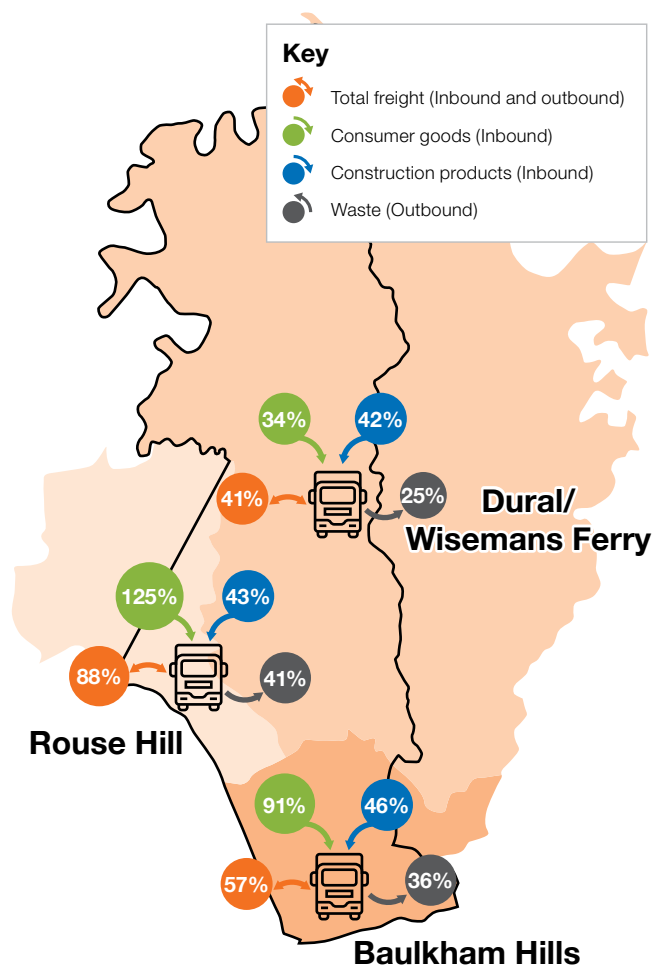 Key
Total freight (Inbound and outbound)
Consumer goods (Inbound)
Construction products (Inbound)
Waste (Outbound)
34%
42%
41%
25%
Dural/
Wisemans Ferry
125%
43%
88%
41%
Rouse Hill
91%
46%
57%
36%
Baulkham Hills